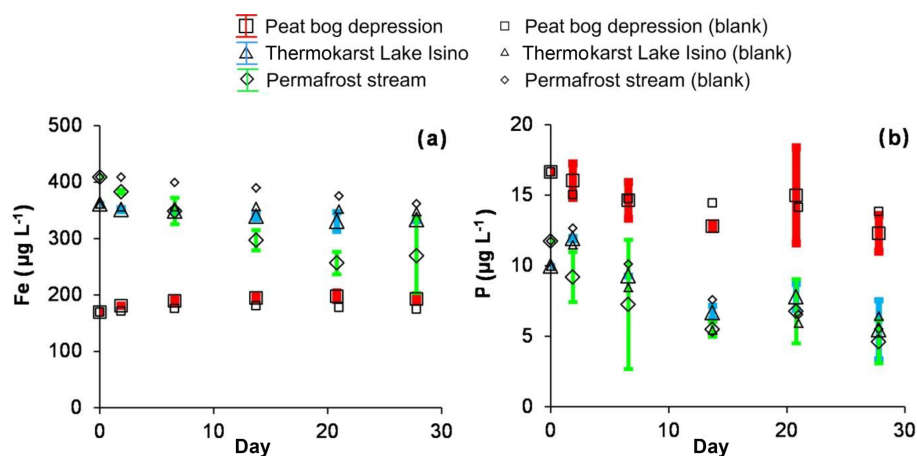 Peat bog depression
Thermokarst Lake Isino
Permafrost stream
Peat bog depression (blank)
Thermokarst Lake Isino (blank)
Permafrost stream (blank)
(a)
Fe (µg L⁻¹)
500
400
300
200
100
0
0 10 20 30
Day
(b)
P (µg L⁻¹)
20
15
10
5
0
0 10 20 30
Day